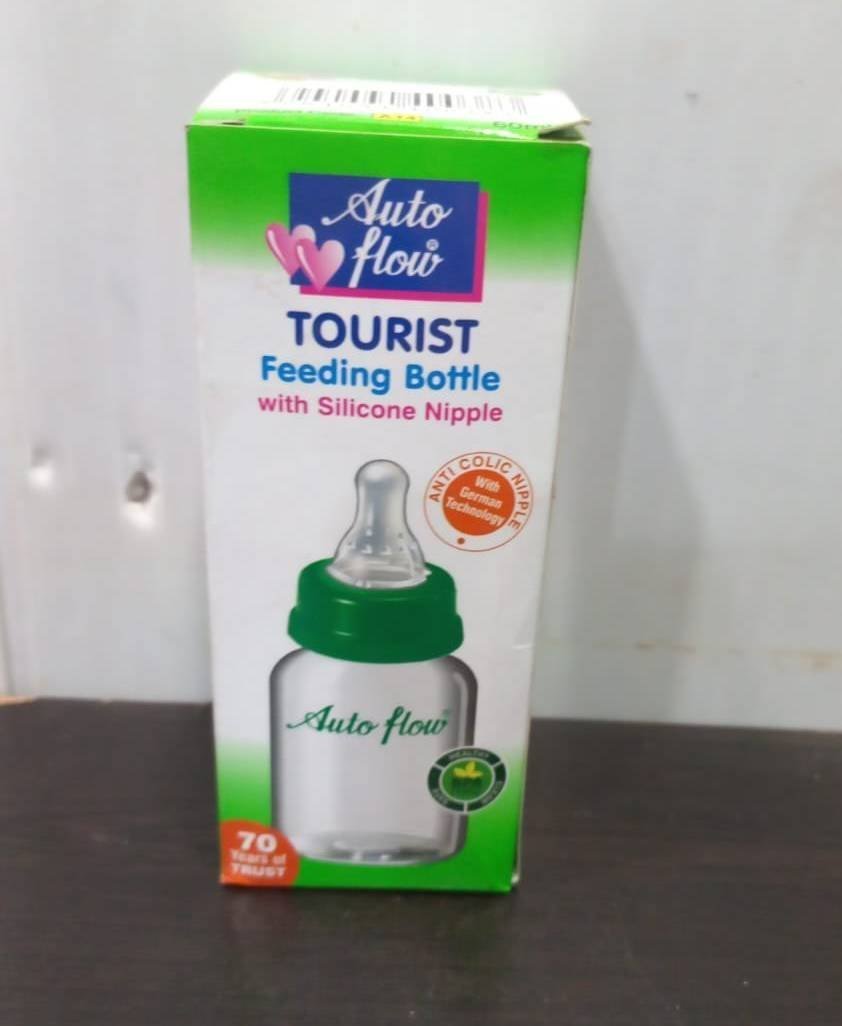 60ml
Auto
flow®
TOURIST
Feeding Bottle
with Silicone Nipple
ANTI COLIC NIPPLE
With
German
Technology
Auto flow®
HEALTHY
70
Years of
TRUST